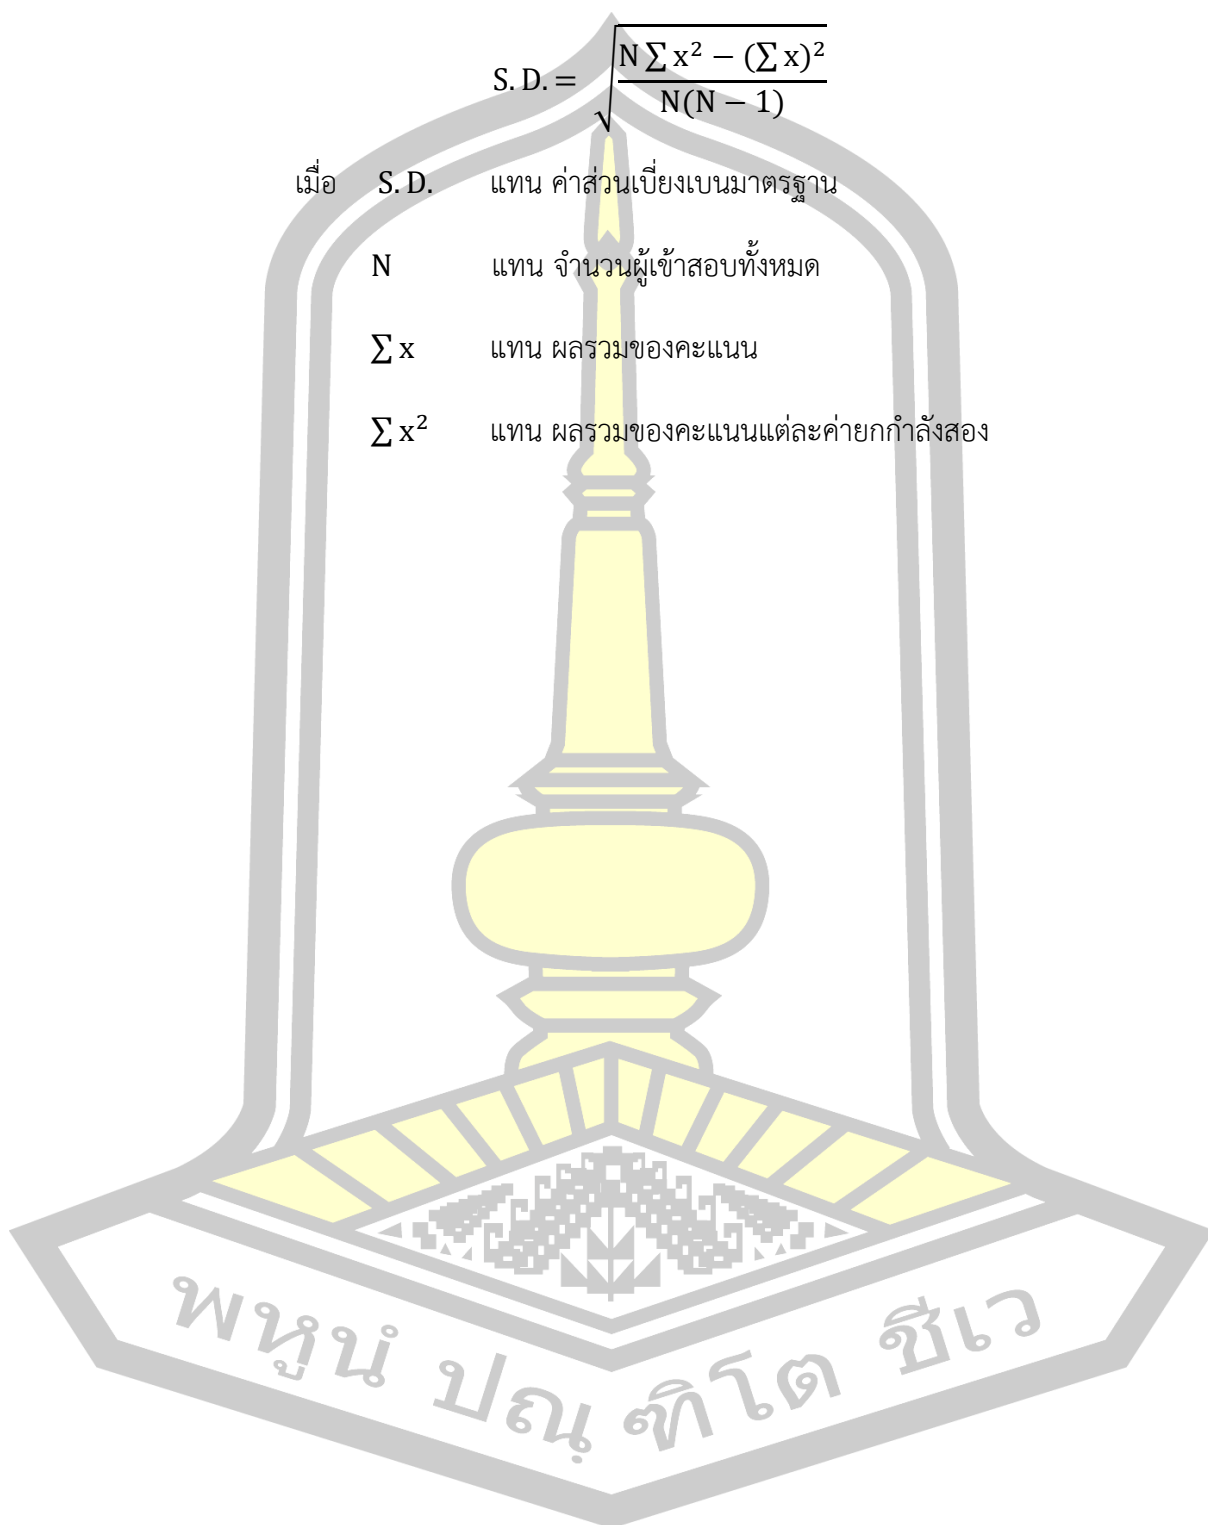 S. D. = √((N ∑ x² − (∑ x)²) / (N(N − 1)))
เมื่อ S. D. แทน ค่าส่วนเบี่ยงเบนมาตรฐาน
N แทน จำนวนผู้เข้าสอบทั้งหมด
∑ x แทน ผลรวมของคะแนน
∑ x² แทน ผลรวมของคะแนนแต่ละค่ายกกำลังสอง
พหูนํ ปณฺฑิโต ชีเว